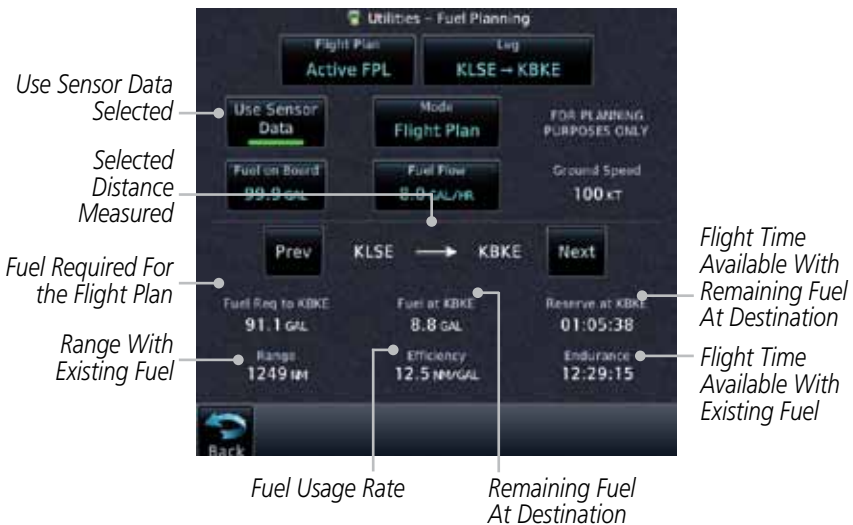 Utilities – Fuel Planning
Flight Plan
Active FPL
Leg
KLSE → KBKE
Use Sensor Data
Selected
Use Sensor
Data
Mode
Flight Plan
FOR PLANNING
PURPOSES ONLY
Selected
Distance
Measured
Fuel on Board
99.9 GAL
Fuel Flow
8.0 GAL/HR
Ground Speed
100 KT
Prev
KLSE → KBKE
Next
Fuel Required For
the Flight Plan
Flight Time
Available With
Remaining Fuel
At Destination
Fuel Req to KBKE
91.1 GAL
Fuel at KBKE
8.8 GAL
Reserve at KBKE
01:05:38
Range With
Existing Fuel
Range
1249 NM
Efficiency
12.5 NM/GAL
Endurance
12:29:15
Flight Time
Available With
Existing Fuel
Back
Fuel Usage Rate
Remaining Fuel
At Destination